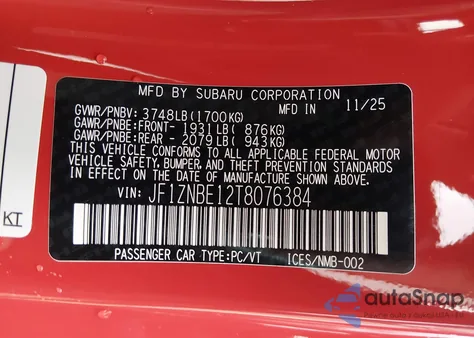 MFD BY SUBARU CORPORATION
GVWR/PNBV: 3748LB(1700KG) MADE IN JAPAN 11/25
GAWR/PNBE:FRONT- 1931LB( 876KG)
GAWR/PNBE:REAR - 2079LB( 943KG)
THIS VEHICLE CONFORMS TO ALL APPLICABLE FEDERAL MOTOR
VEHICLE SAFETY, BUMPER, AND THEFT PREVENTION STANDARDS
IN EFFECT ON THE DATE OF MANUFACTURE SHOWN ABOVE.
VIN: JF1ZNBE12T8076384
PASSENGER CAR TYPE:PC/VT ICES/NMB-002
KT
autoSnap